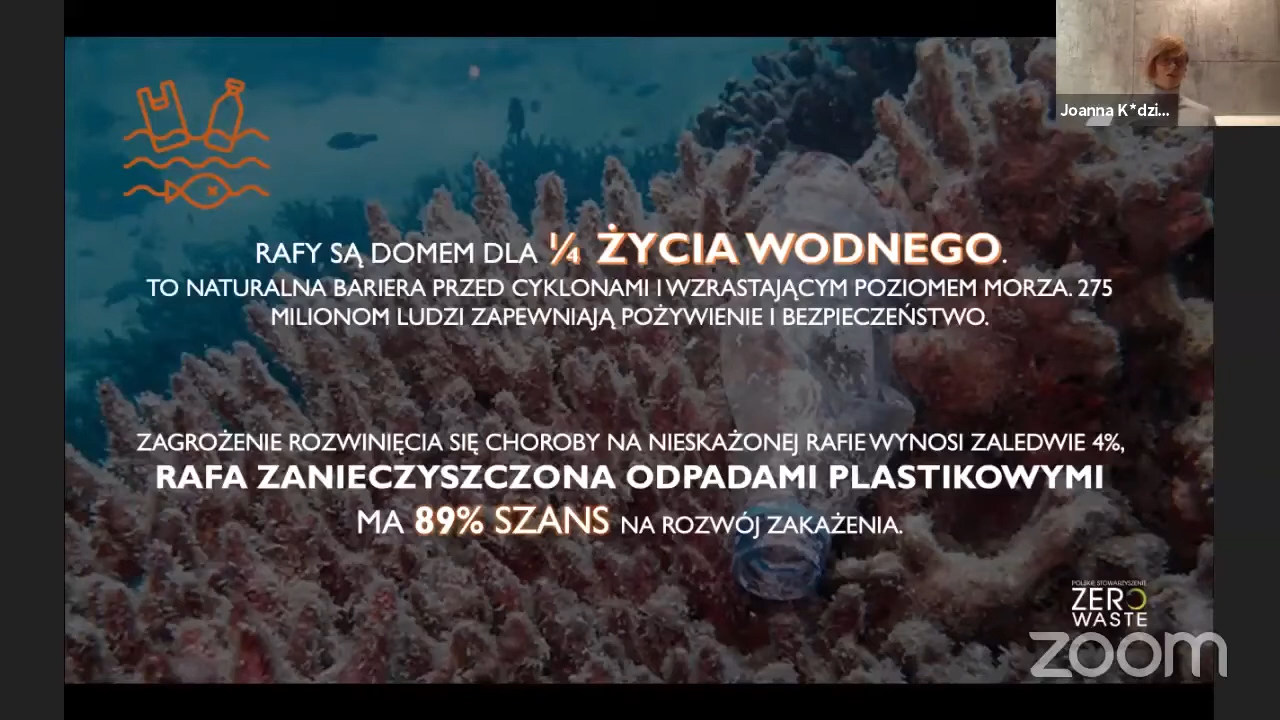 Joanna K*dzi...
RAFY SĄ DOMEM DLA ¼ ŻYCIA WODNEGO.
TO NATURALNA BARIERA PRZED CYKLONAMI I WZRASTAJĄCYM POZIOMEM MORZA. 275
MILIONOM LUDZI ZAPEWNIAJĄ POŻYWIENIE I BEZPIECZEŃSTWO.
ZAGROŻENIE ROZWINIĘCIA SIĘ CHOROBY NA NIESKAŻONEJ RAFIE WYNOSI ZALEDWIE 4%,
RAFA ZANIECZYSZCZONA ODPADAMI PLASTIKOWYMI
MA 89% SZANS NA ROZWÓJ ZAKAŻENIA.
POLSKIE STOWARZYSZENIE
ZERO
WASTE
zoom